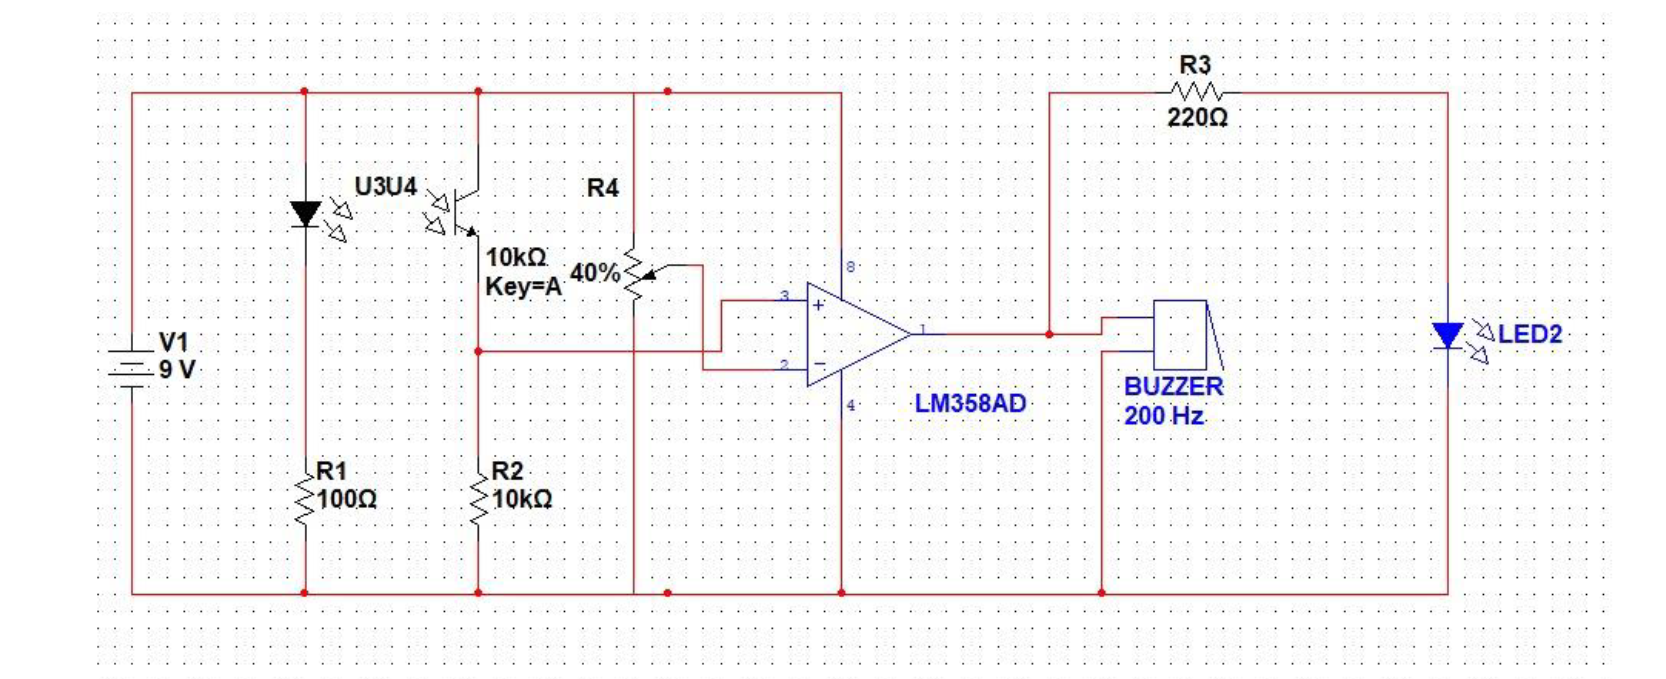 R3
220Ω
U3U4
R4
10kΩ
Key=A
40%
8
3
V1
9 V
1
2
LED2
BUZZER
200 Hz
4
LM358AD
R1
100Ω
R2
10kΩ